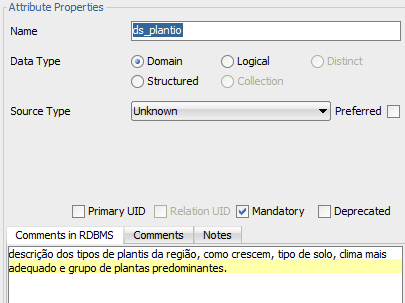 Attribute Properties
Name ds_plantio
Data Type Domain Logical Distinct
Structured Collection
Source Type Unknown Preferred
Primary UID Relation UID Mandatory Deprecated
Comments in RDBMS Comments Notes
descrição dos tipos de plantis da região, como crescem, tipo de solo, clima mais
adequado e grupo de plantas predominantes.